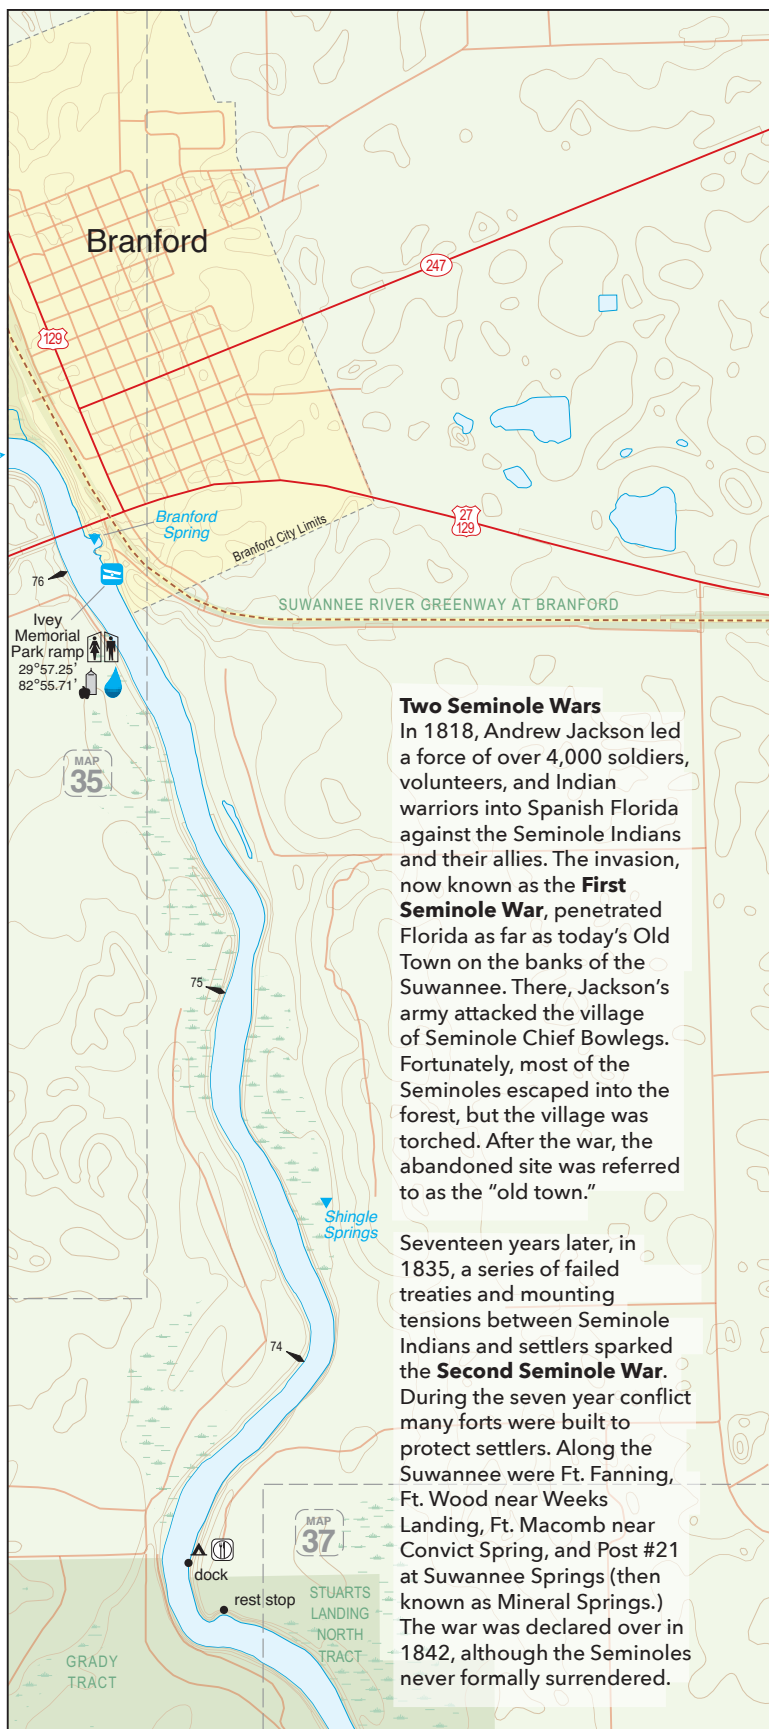 Branford
247
129
27
129
Branford
Spring
Branford City Limits
76
SUWANNEE RIVER GREENWAY AT BRANFORD
Ivey
Memorial
Park ramp
29°57.25'
82°55.71'
MAP
35
75
Shingle
Springs
74
MAP
37
dock
rest stop
STUARTS
LANDING
NORTH
TRACT
GRADY
TRACT
Two Seminole Wars
In 1818, Andrew Jackson led
a force of over 4,000 soldiers,
volunteers, and Indian
warriors into Spanish Florida
against the Seminole Indians
and their allies. The invasion,
now known as the First
Seminole War, penetrated
Florida as far as today’s Old
Town on the banks of the
Suwannee. There, Jackson’s
army attacked the village
of Seminole Chief Bowlegs.
Fortunately, most of the
Seminoles escaped into the
forest, but the village was
torched. After the war, the
abandoned site was referred
to as the “old town.”
Seventeen years later, in
1835, a series of failed
treaties and mounting
tensions between Seminole
Indians and settlers sparked
the Second Seminole War.
During the seven year conflict
many forts were built to
protect settlers. Along the
Suwannee were Ft. Fanning,
Ft. Wood near Weeks
Landing, Ft. Macomb near
Convict Spring, and Post #21
at Suwannee Springs (then
known as Mineral Springs.)
The war was declared over in
1842, although the Seminoles
never formally surrendered.